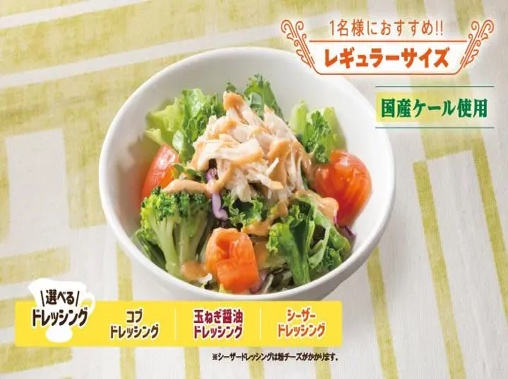 1名様におすすめ!!
レギュラーサイズ
国産ケール使用
選べる
ドレッシング
コブ
ドレッシング
玉ねぎ醤油
ドレッシング
シーザー
ドレッシング
※シーザードレッシングは粉チーズがかかります。